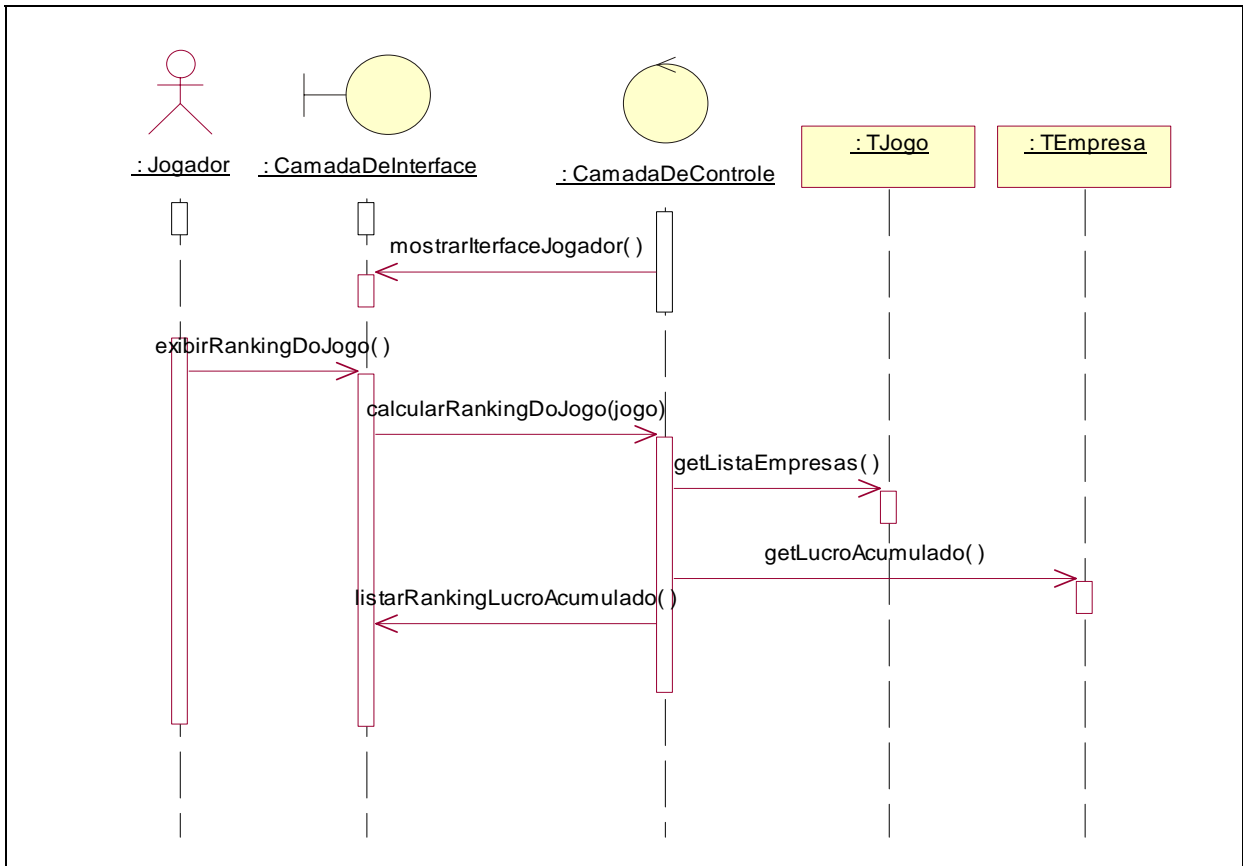 : Jogador
: CamadaDeInterface
: CamadaDeControle
: TJogo
: TEmpresa
mostrarIterfaceJogador( )
exibirRankingDoJogo( )
calcularRankingDoJogo(jogo)
getListaEmpresas( )
getLucroAcumulado( )
listarRankingLucroAcumulado( )